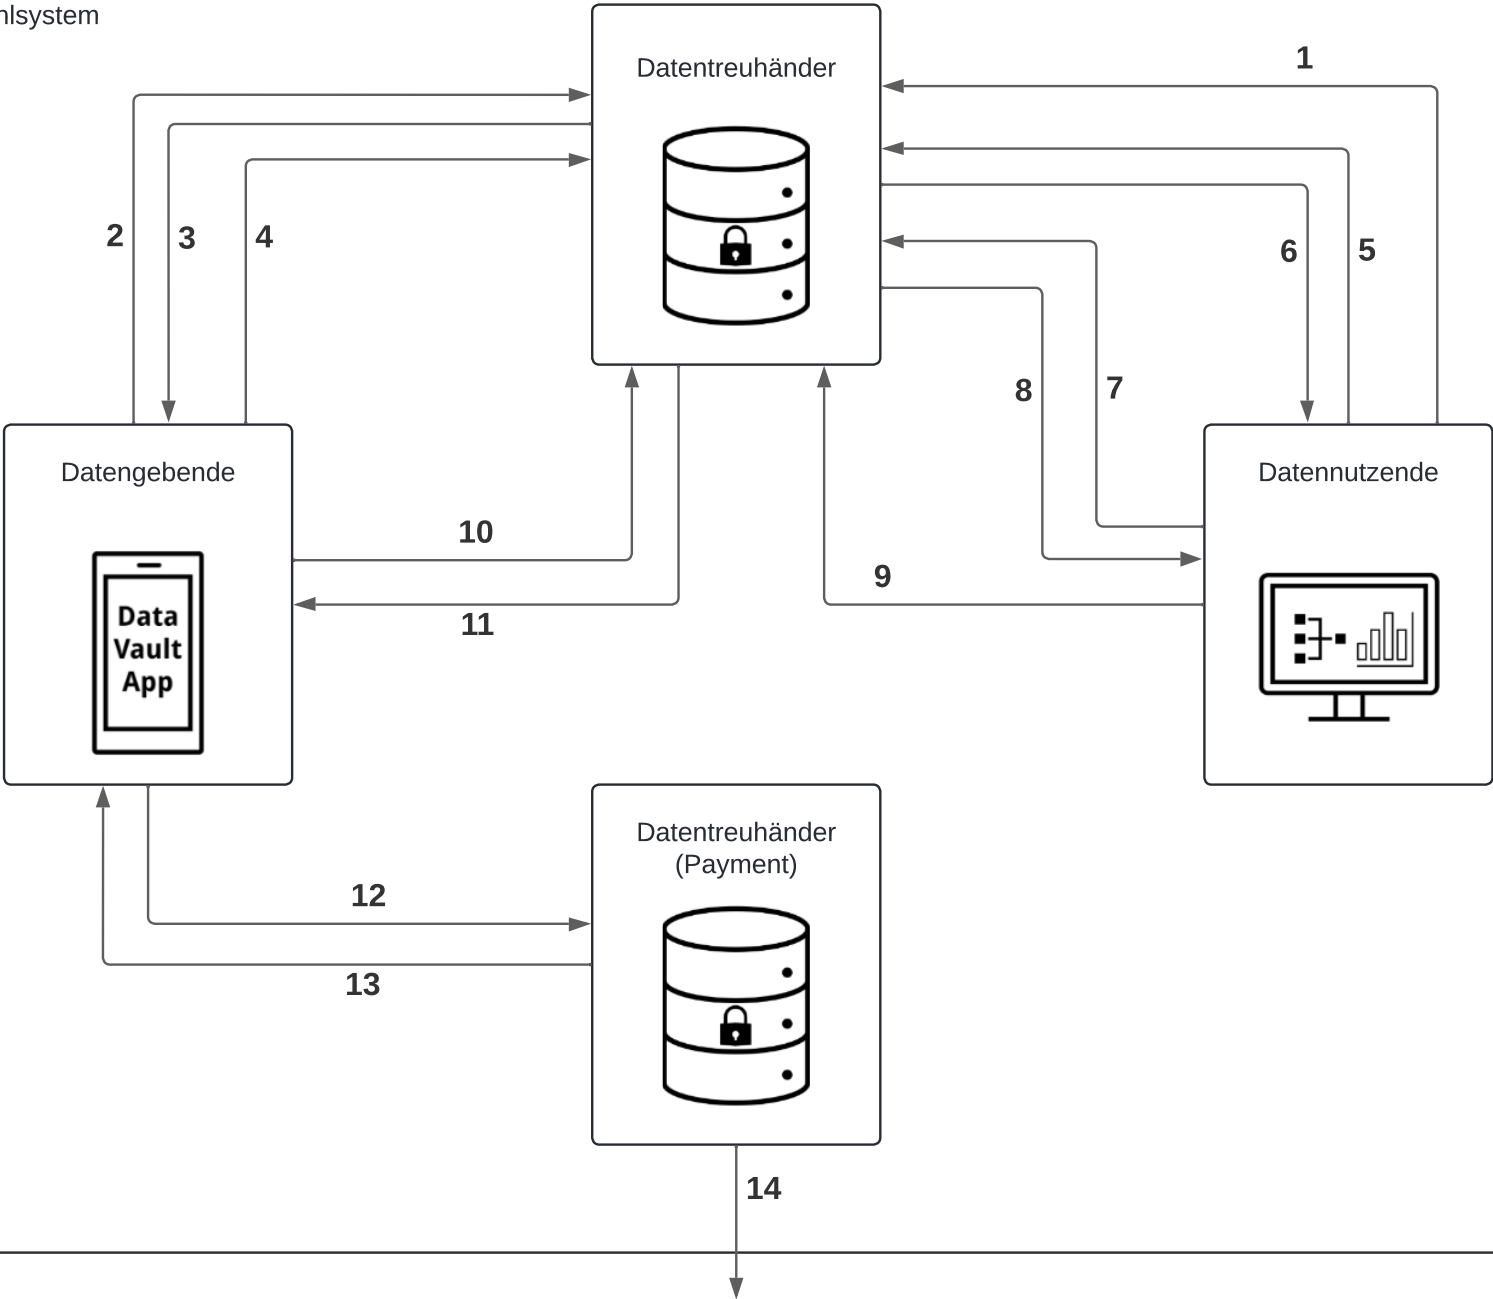 hlsystem
Datentreuhänder
1
2
3
4
6
5
8
7
Datengebende
Datennutzende
10
9
11
Data
Vault
App
Datentreuhänder
(Payment)
12
13
14